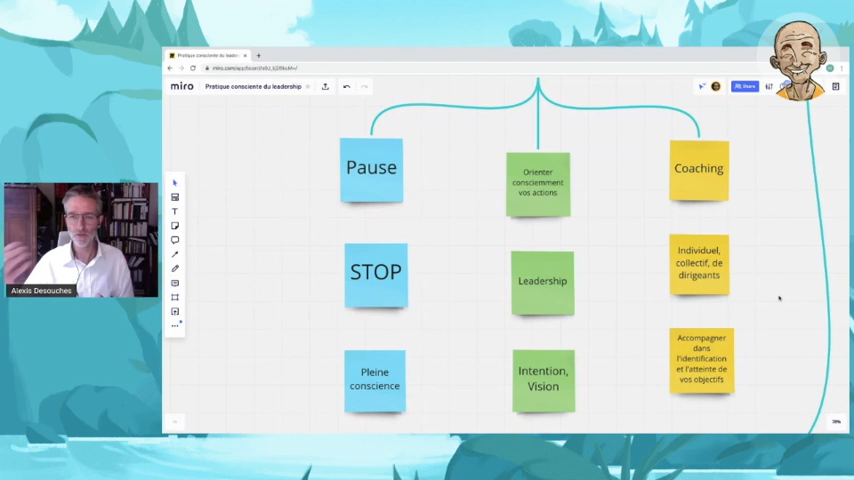 Pratique consciente du leader
miro
Pratique consciente du leadership
Share
Pause
Orienter
consciemment
vos actions
Coaching
STOP
Leadership
Individuel,
collectif, de
dirigeants
Pleine
conscience
Intention,
Vision
Accompagner
dans
l'identification
et l'atteinte de
vos objectifs
Alexis Desouches